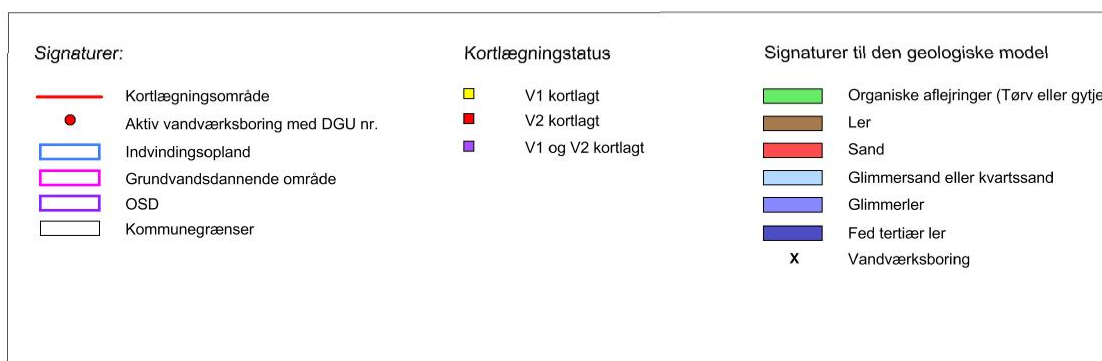 Signaturer:
Kortlægningsområde
Aktiv vandværksboring med DGU nr.
Indvindingsopland
Grundvandsdannende område
OSD
Kommunegrænser
Kortlægningstatus
V1 kortlagt
V2 kortlagt
V1 og V2 kortlagt
Signaturer til den geologiske model
Organiske aflejringer (Tørv eller gytje
Ler
Sand
Glimmersand eller kvartssand
Glimmerler
Fed tertiær ler
X Vandværksboring